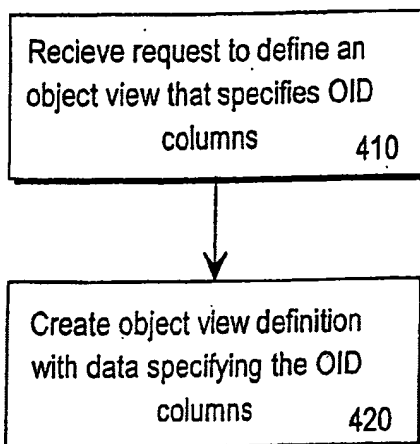 Recieve request to define an
object view that specifies OID
columns 410
Create object view definition
with data specifying the OID
columns 420